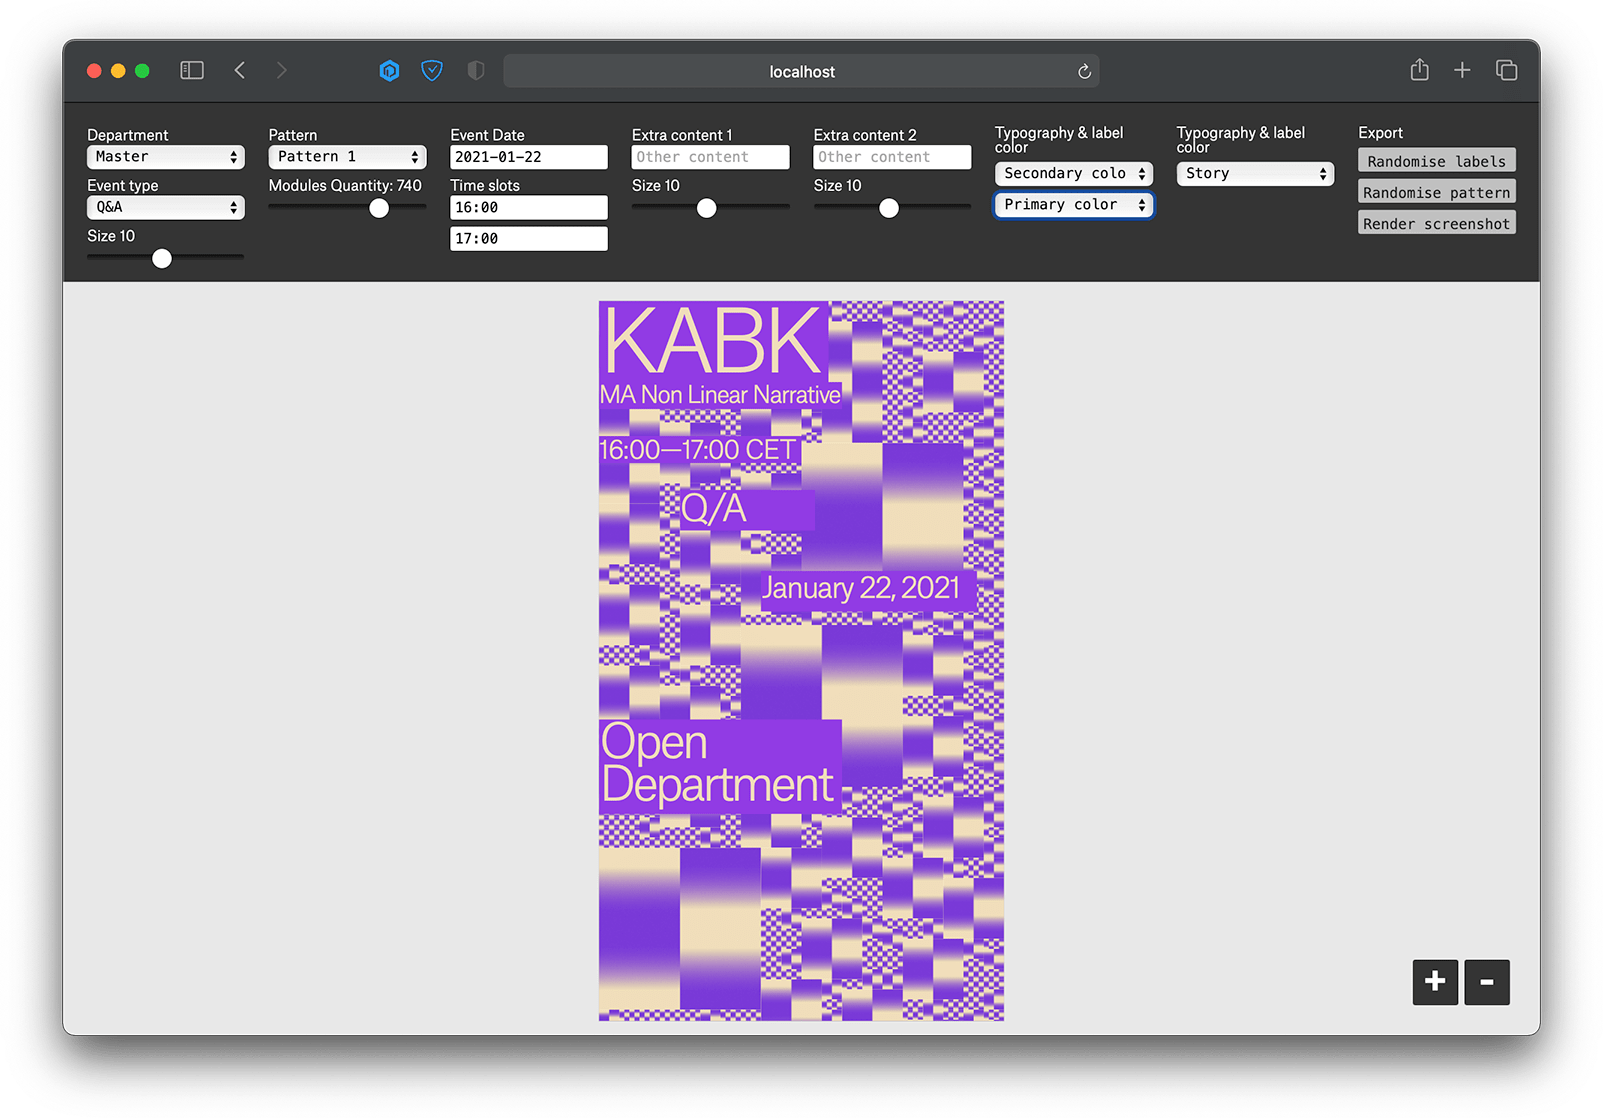 localhost
Department
Master
Event type
Q&A
Size 10
Pattern
Pattern 1
Modules Quantity: 740
Event Date
2021-01-22
Time slots
16:00
17:00
Extra content 1
Other content
Size 10
Extra content 2
Other content
Size 10
Typography & label
color
Secondary colo
Primary color
Typography & label
color
Story
Export
Randomise labels
Randomise pattern
Render screenshot
KABK
MA Non Linear Narrative
16:00—17:00 CET
Q/A
January 22, 2021
Open
Department
+ -